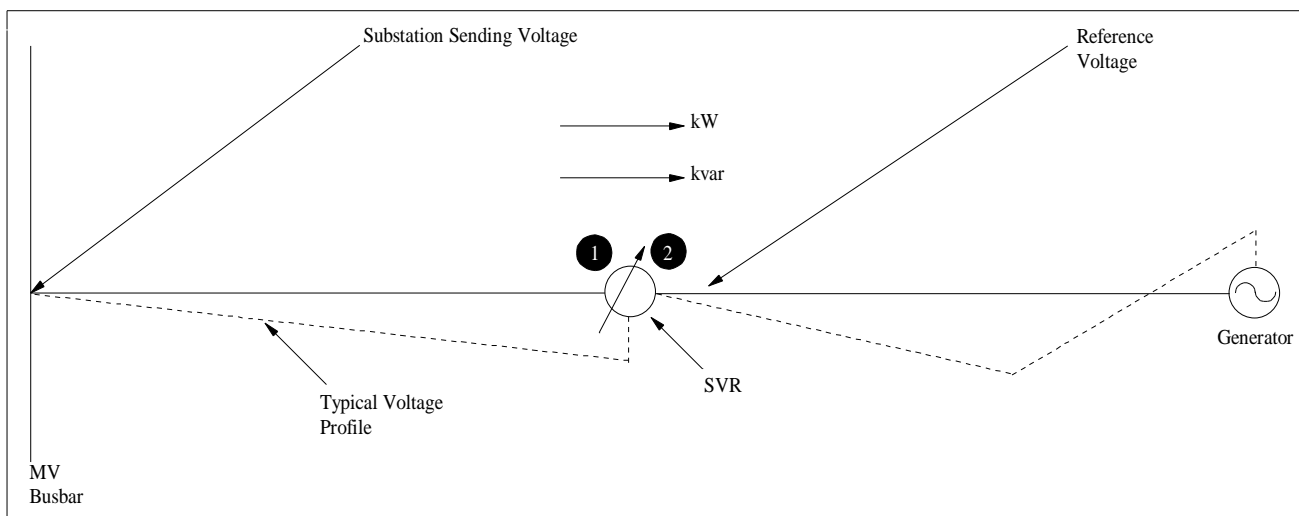 Substation Sending Voltage
Reference
Voltage
kW
kvar
1
2
Generator
SVR
Typical Voltage
Profile
MV
Busbar